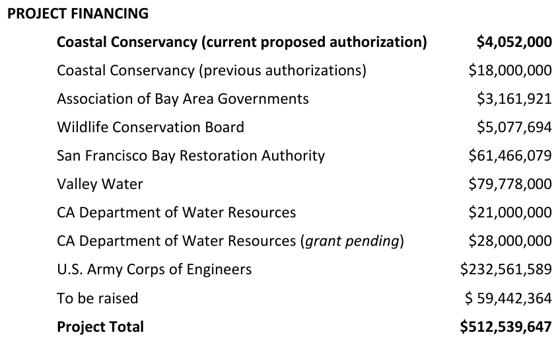 PROJECT FINANCING
Coastal Conservancy (current proposed authorization) $4,052,000
Coastal Conservancy (previous authorizations) $18,000,000
Association of Bay Area Governments $3,161,921
Wildlife Conservation Board $5,077,694
San Francisco Bay Restoration Authority $61,466,079
Valley Water $79,778,000
CA Department of Water Resources $21,000,000
CA Department of Water Resources (grant pending) $28,000,000
U.S. Army Corps of Engineers $232,561,589
To be raised $ 59,442,364
Project Total $512,539,647